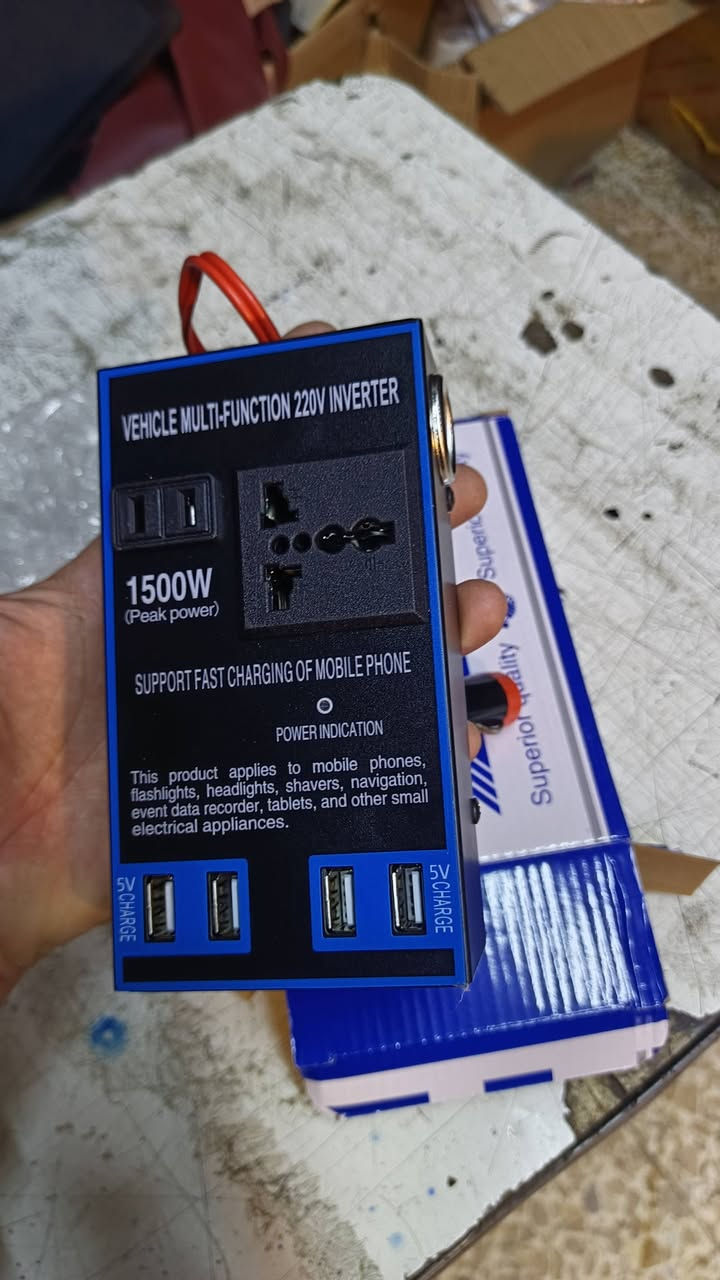 VEHICLE MULTI-FUNCTION 220V INVERTER
1500W
(Peak power)
SUPPORT FAST CHARGING OF MOBILE PHONE
POWER INDICATION
This product applies to mobile phones,
flashlights, headlights, shavers, navigation,
event data recorder, tablets, and other small
electrical appliances.
5V CHARGE
5V CHARGE
Superior quality